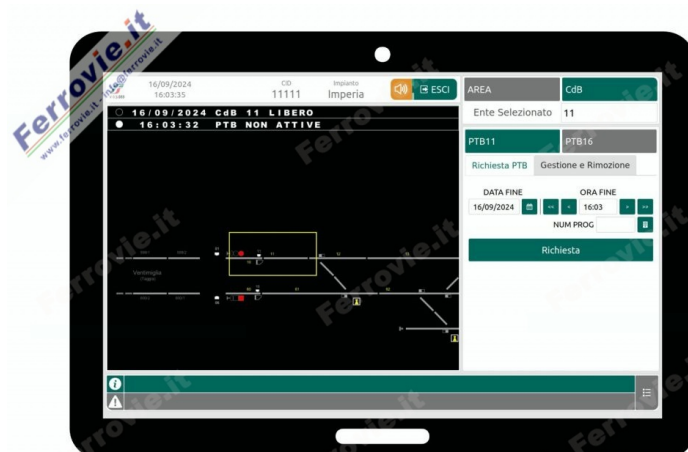 Ferrovie.it
www.ferrovie.it - info@ferrovie.it
16/09/2024
16:03:35
CID
11111
Impianto
Imperia
ESCI
AREA
CdB
Ente Selezionato 11
16/09/2024 CdB 11 LIBERO
16:03:32 PTB NON ATTIVE
PTB11
PTB16
Richiesta PTB
Gestione e Rimozione
DATA FINE
ORA FINE
16/09/2024
<<
<
16:03
>
>>
NUM PROG
Richiesta
Ventimiglia